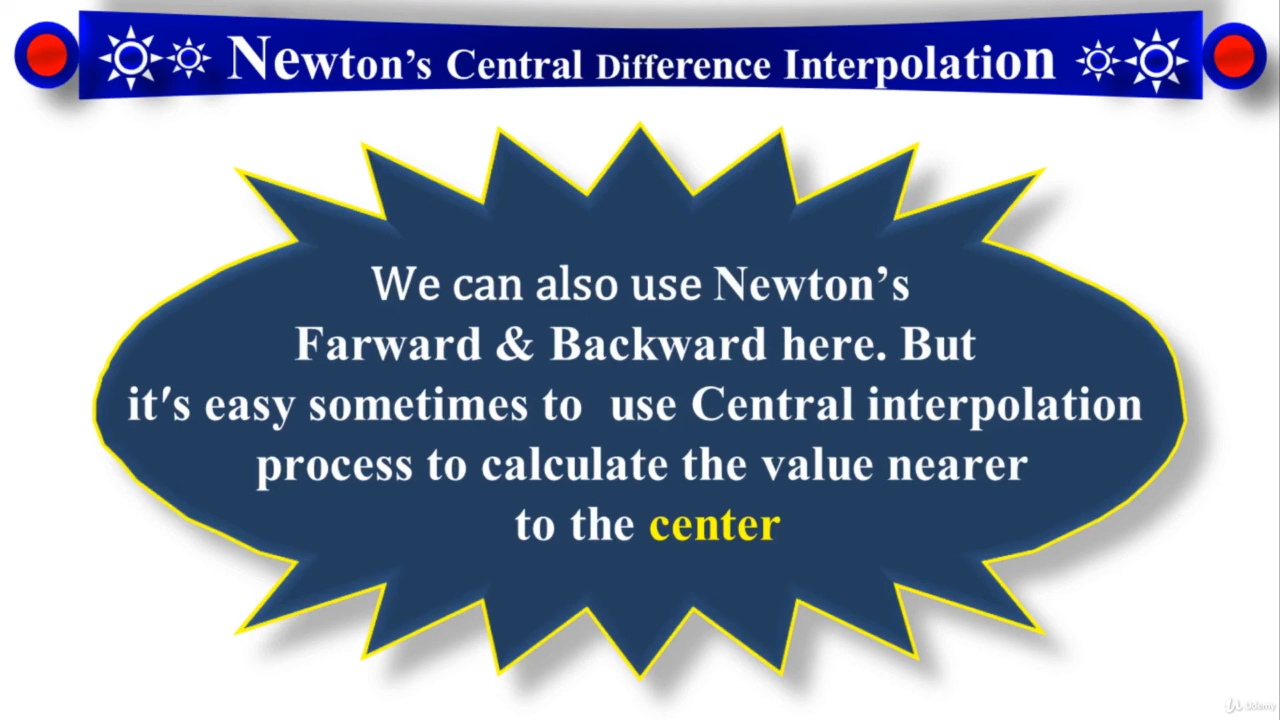 Newton’s Central Difference Interpolation
We can also use Newton’s
Farward & Backward here. But
it's easy sometimes to use Central interpolation
process to calculate the value nearer
to the center
Udemy